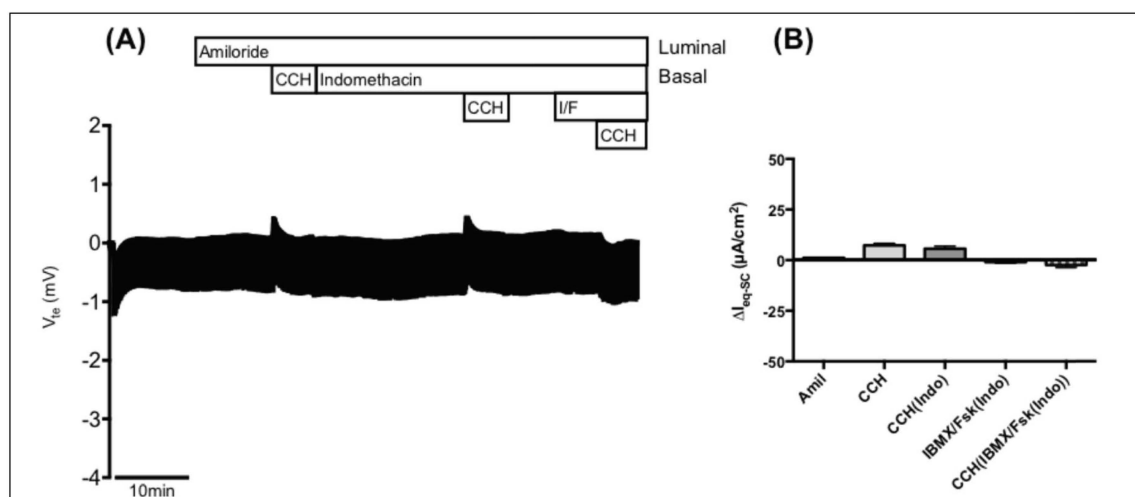 (A)
Amiloride
Luminal
CCH Indomethacin
Basal
CCH I/F
CCH
2
1
0
-1
-2
-3
-4
Vte (mV)
10min
(B)
50
25
0
-25
-50
ΔIeq-SC (μA/cm²)
Amil
CCH
CCH(Indo)
IBMX/Fsk(Indo)
CCH(IBMX/Fsk(Indo))